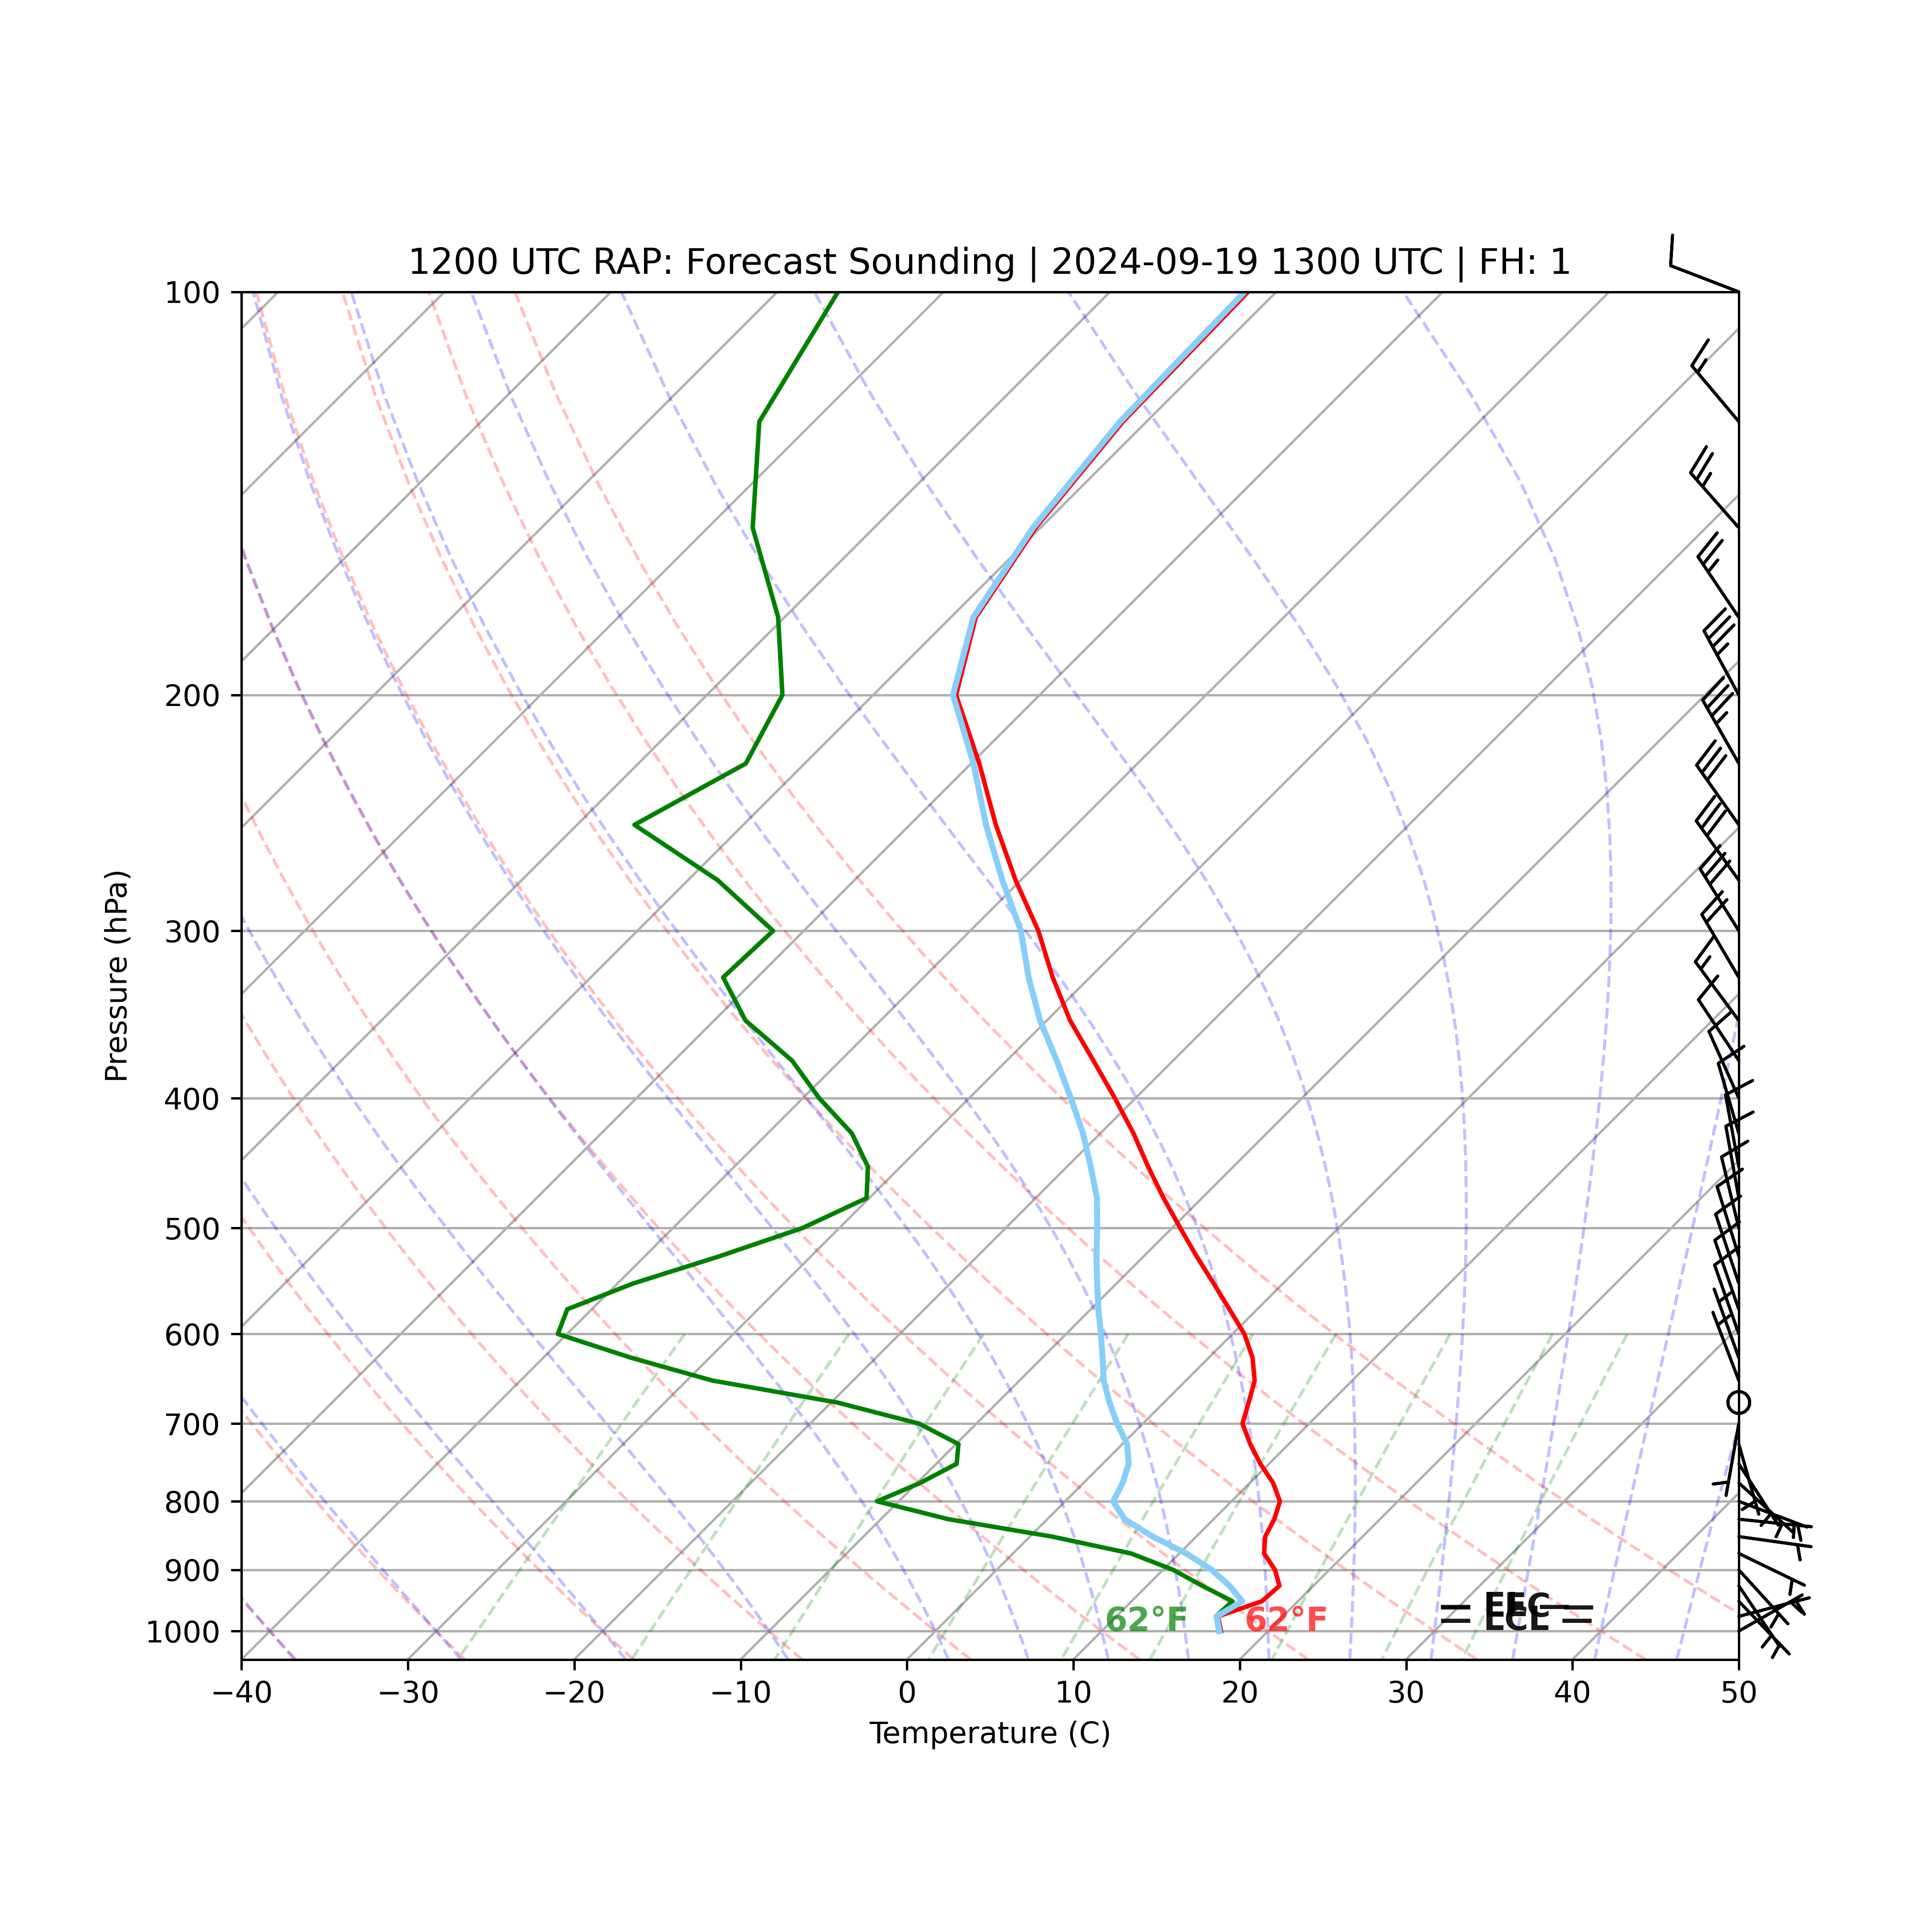 1200 UTC RAP: Forecast Sounding | 2024-09-19 1300 UTC | FH: 1
100
200
300
400
500
600
700
800
900
1000
Pressure (hPa)
62°F 62°F
−40 −30 −20 −10 0 10 20 30 40 50
Temperature (C)